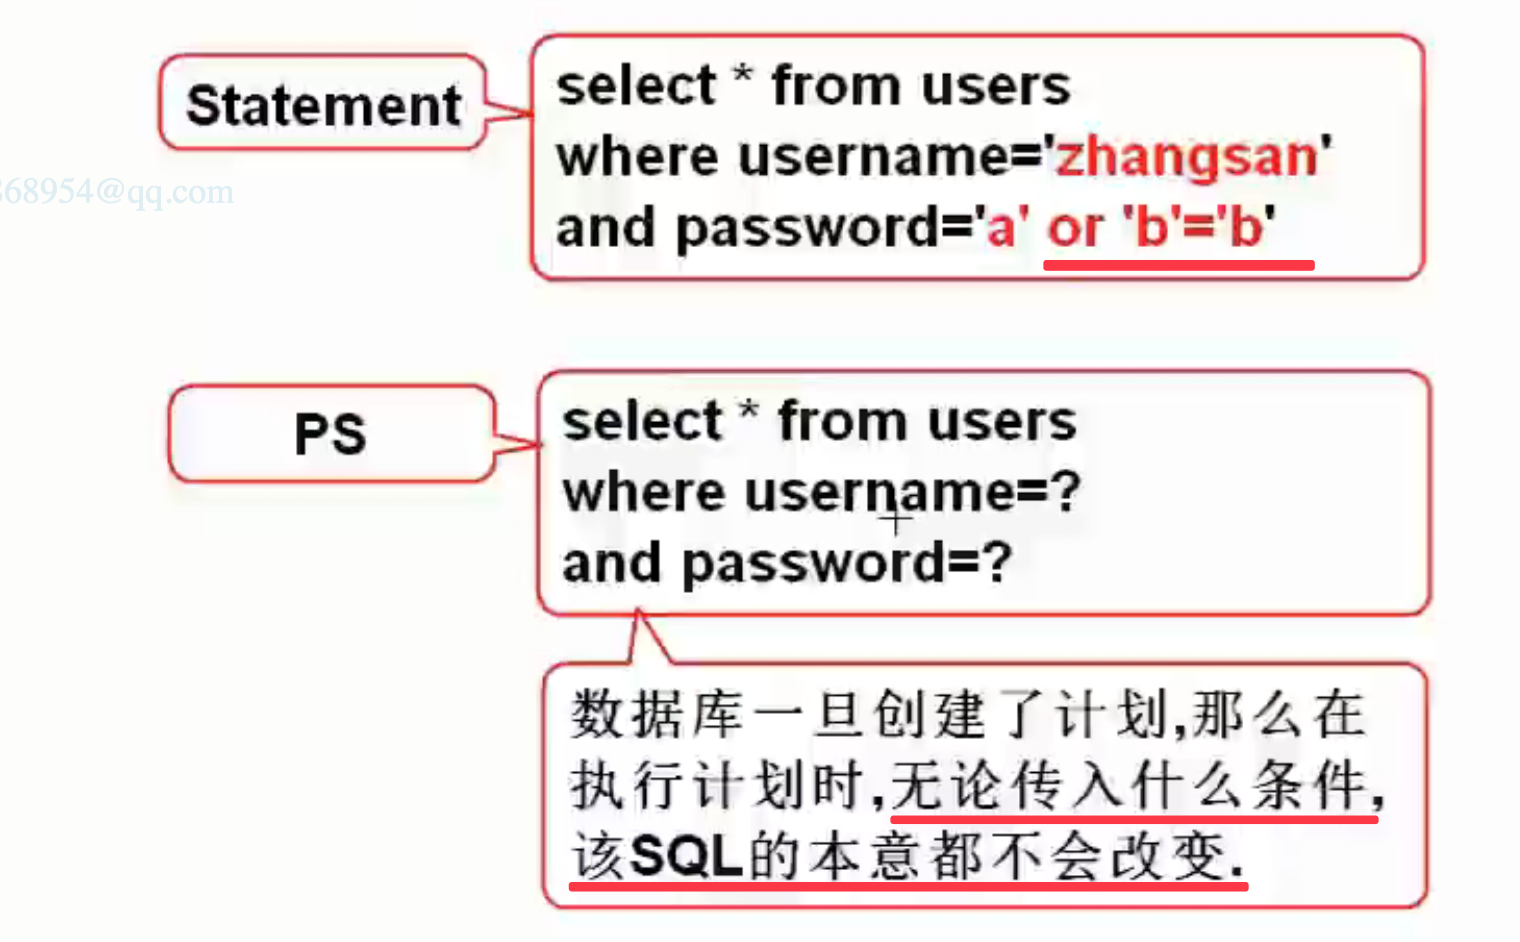 Statement
select * from users
where username='zhangsan'
and password='a' or 'b'='b'
68954@qq.com
PS
select * from users
where username=?
and password=?
数据库一旦创建了计划,那么在
执行计划时,无论传入什么条件,
该SQL的本意都不会改变.